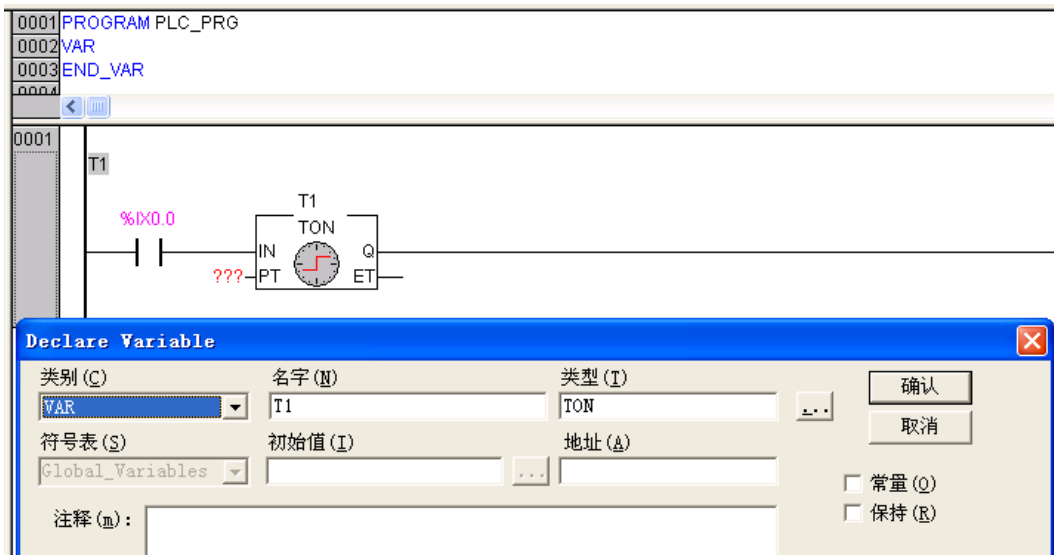 0001 PROGRAM PLC_PRG
0002 VAR
0003 END_VAR
0004
0001
T1
T1
%IX0.0
TON
IN Q
??? PT ET
Declare Variable
类别(C) 名字(N) 类型(T)
VAR T1 TON ... 确认
取消
符号表(S) 初始值(I) 地址(A)
Global_Variables ...
常量(O)
保持(R)
注释(m):